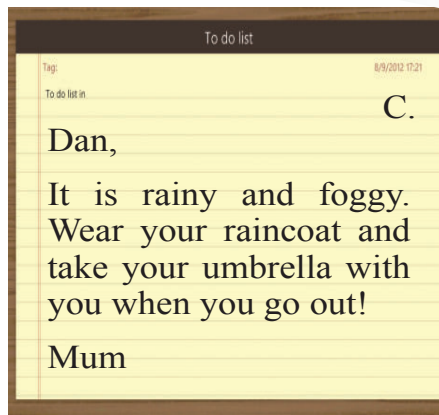 To do list
Tag:
8/9/2012 17:21
To do list in
C.
Dan,
It is rainy and foggy.
Wear your raincoat and
take your umbrella with
you when you go out!
Mum